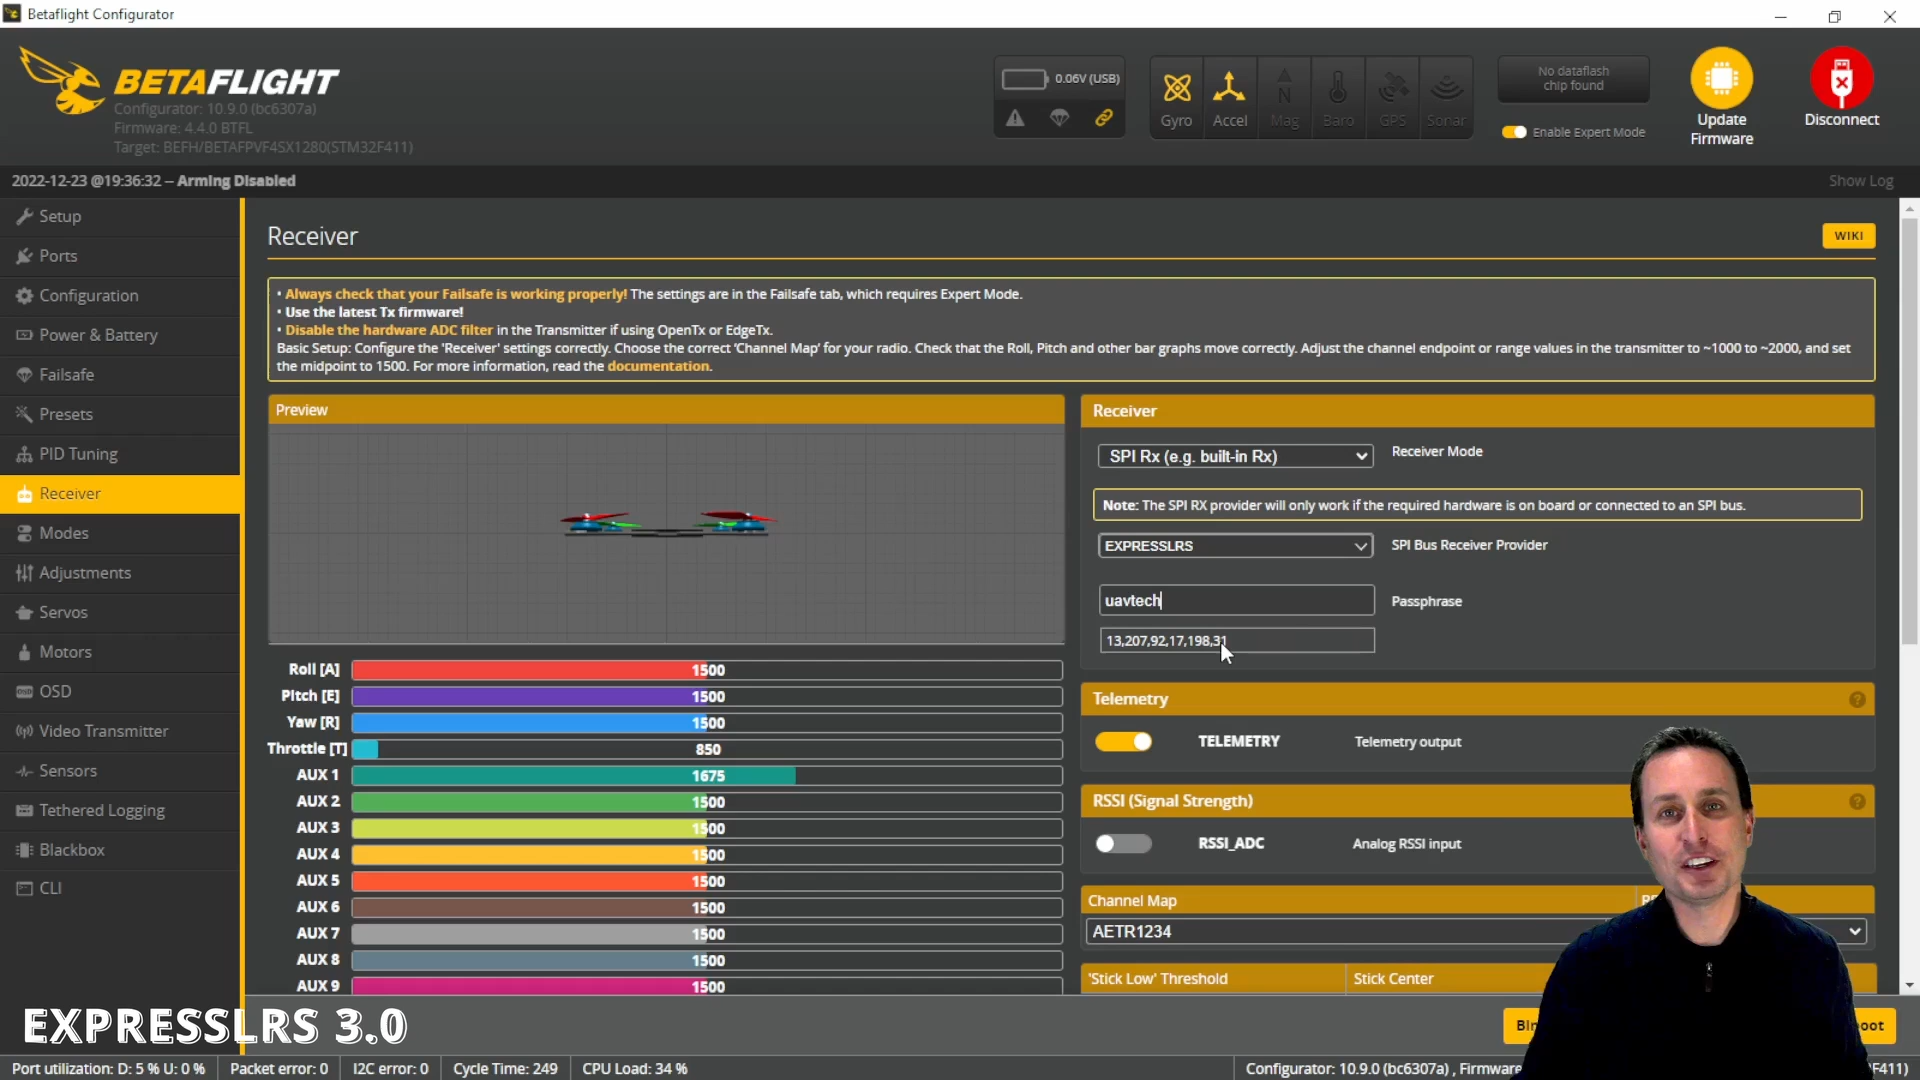 Betaflight Configurator
BETAFLIGHT
Configurator: 10.9.0 (bc6307a)
Firmware: 4.4.0 BTFL
Target: BEFH/BETAFPVF4SX1280(STM32F411)
0.06V (USB)
Gyro
Accel
Mag
Baro
GPS
Sonar
No dataflash
chip found
Enable Expert Mode
Update
Firmware
Disconnect
2022-12-23 @19:36:32 -- Arming Disabled
Show Log
Setup
Ports
Configuration
Power & Battery
Failsafe
Presets
PID Tuning
Receiver
Modes
Adjustments
Servos
Motors
OSD
Video Transmitter
Sensors
Tethered Logging
Blackbox
CLI
Receiver
WIKI
• Always check that your Failsafe is working properly! The settings are in the Failsafe tab, which requires Expert Mode.
• Use the latest Tx firmware!
• Disable the hardware ADC filter in the Transmitter if using OpenTx or EdgeTx.
Basic Setup: Configure the 'Receiver' settings correctly. Choose the correct 'Channel Map' for your radio. Check that the Roll, Pitch and other bar graphs move correctly. Adjust the channel endpoint or range values in the transmitter to ~1000 to ~2000, and set
the midpoint to 1500. For more information, read the documentation.
Preview
Roll [A] 1500
Pitch [E] 1500
Yaw [R] 1500
Throttle [T] 850
AUX 1 1675
AUX 2 1500
AUX 3 1500
AUX 4 1500
AUX 5 1500
AUX 6 1500
AUX 7 1500
AUX 8 1500
AUX 9 1500
Receiver
SPI Rx (e.g. built-in Rx) Receiver Mode
Note: The SPI RX provider will only work if the required hardware is on board or connected to an SPI bus.
EXPRESSLRS SPI Bus Receiver Provider
uavtech Passphrase
13,207,92,17,198,31
Telemetry
TELEMETRY Telemetry output
RSSI (Signal Strength)
RSSI_ADC Analog RSSI input
Channel Map
AETR1234
'Stick Low' Threshold Stick Center
EXPRESSLRS 3.0
Port utilization: D: 5 % U: 0 % Packet error: 0 I2C error: 0 Cycle Time: 249 CPU Load: 34 %
Configurator: 10.9.0 (bc6307a) , Firmware
F411)